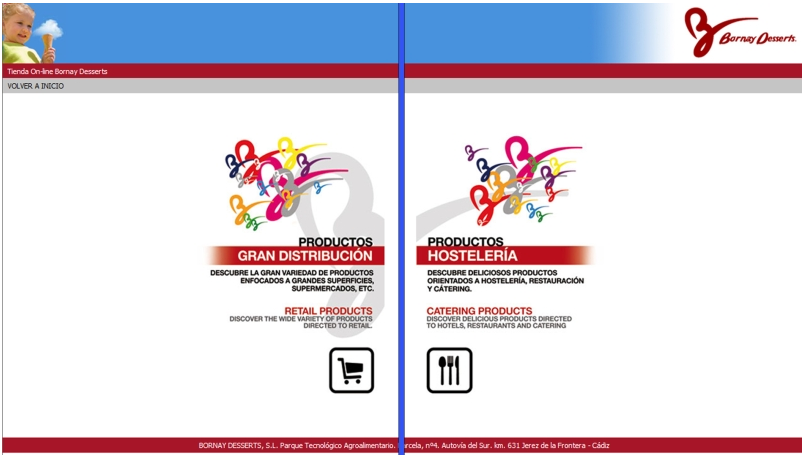 Bornay Desserts.
Tienda On-line Bornay Desserts
VOLVER A INICIO
PRODUCTOS
GRAN DISTRIBUCIÓN
DESCUBRE LA GRAN VARIEDAD DE PRODUCTOS
ENFOCADOS A GRANDES SUPERFICIES,
SUPERMERCADOS, ETC.
RETAIL PRODUCTS
DISCOVER THE WIDE VARIETY OF PRODUCTS
DIRECTED TO RETAIL.
PRODUCTOS
HOSTELERÍA
DESCUBRE DELICIOSOS PRODUCTOS
ORIENTADOS A HOSTELERÍA, RESTAURACIÓN
Y CÁTERING.
CATERING PRODUCTS
DISCOVER DELICIOUS PRODUCTS DIRECTED
TO HOTELS, RESTAURANTS AND CATERING
BORNAY DESSERTS, S.L. Parque Tecnológico Agroalimentario. rcela, nº4. Autovía del Sur. km. 631 Jerez de la Frontera - Cádiz